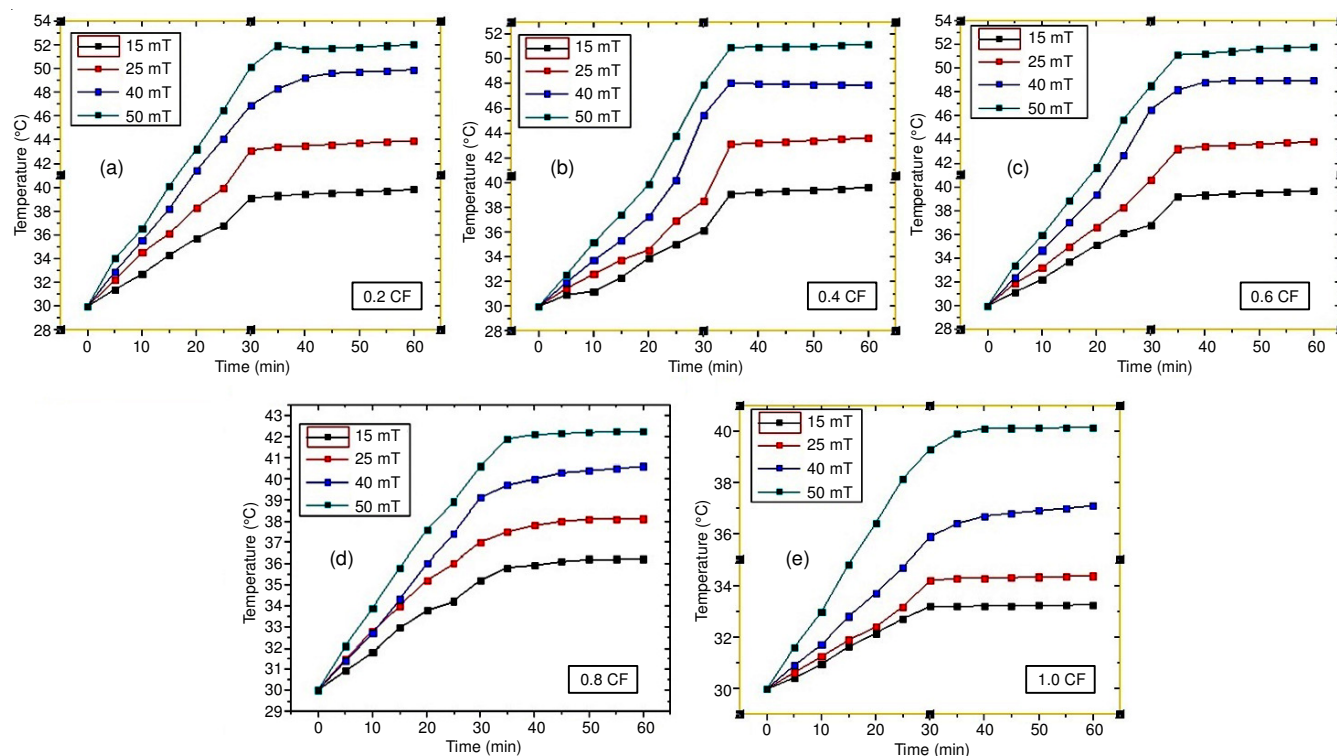 52
50
48
46
44
42
40
38
36
34
32
30
28
Temperature (°C)
15 mT
25 mT
40 mT
50 mT
(a)
0.2 CF
0 10 20 30 40 50 60
Time (min)
52
50
48
46
44
42
40
38
36
34
32
30
28
Temperature (°C)
15 mT
25 mT
40 mT
50 mT
(b)
0.4 CF
0 10 20 30 40 50 60
Time (min)
52
50
48
46
44
42
40
38
36
34
32
30
28
Temperature (°C)
15 mT
25 mT
40 mT
50 mT
(c)
0.6 CF
0 10 20 30 40 50 60
Time (min)
43
42
41
40
39
38
37
36
35
34
33
32
31
30
29
Temperature (°C)
15 mT
25 mT
40 mT
50 mT
(d)
0.8 CF
0 10 20 30 40 50 60
Time (min)
40
38
36
34
32
30
Temperature (°C)
15 mT
25 mT
40 mT
50 mT
(e)
1.0 CF
0 10 20 30 40 50 60
Time (min)